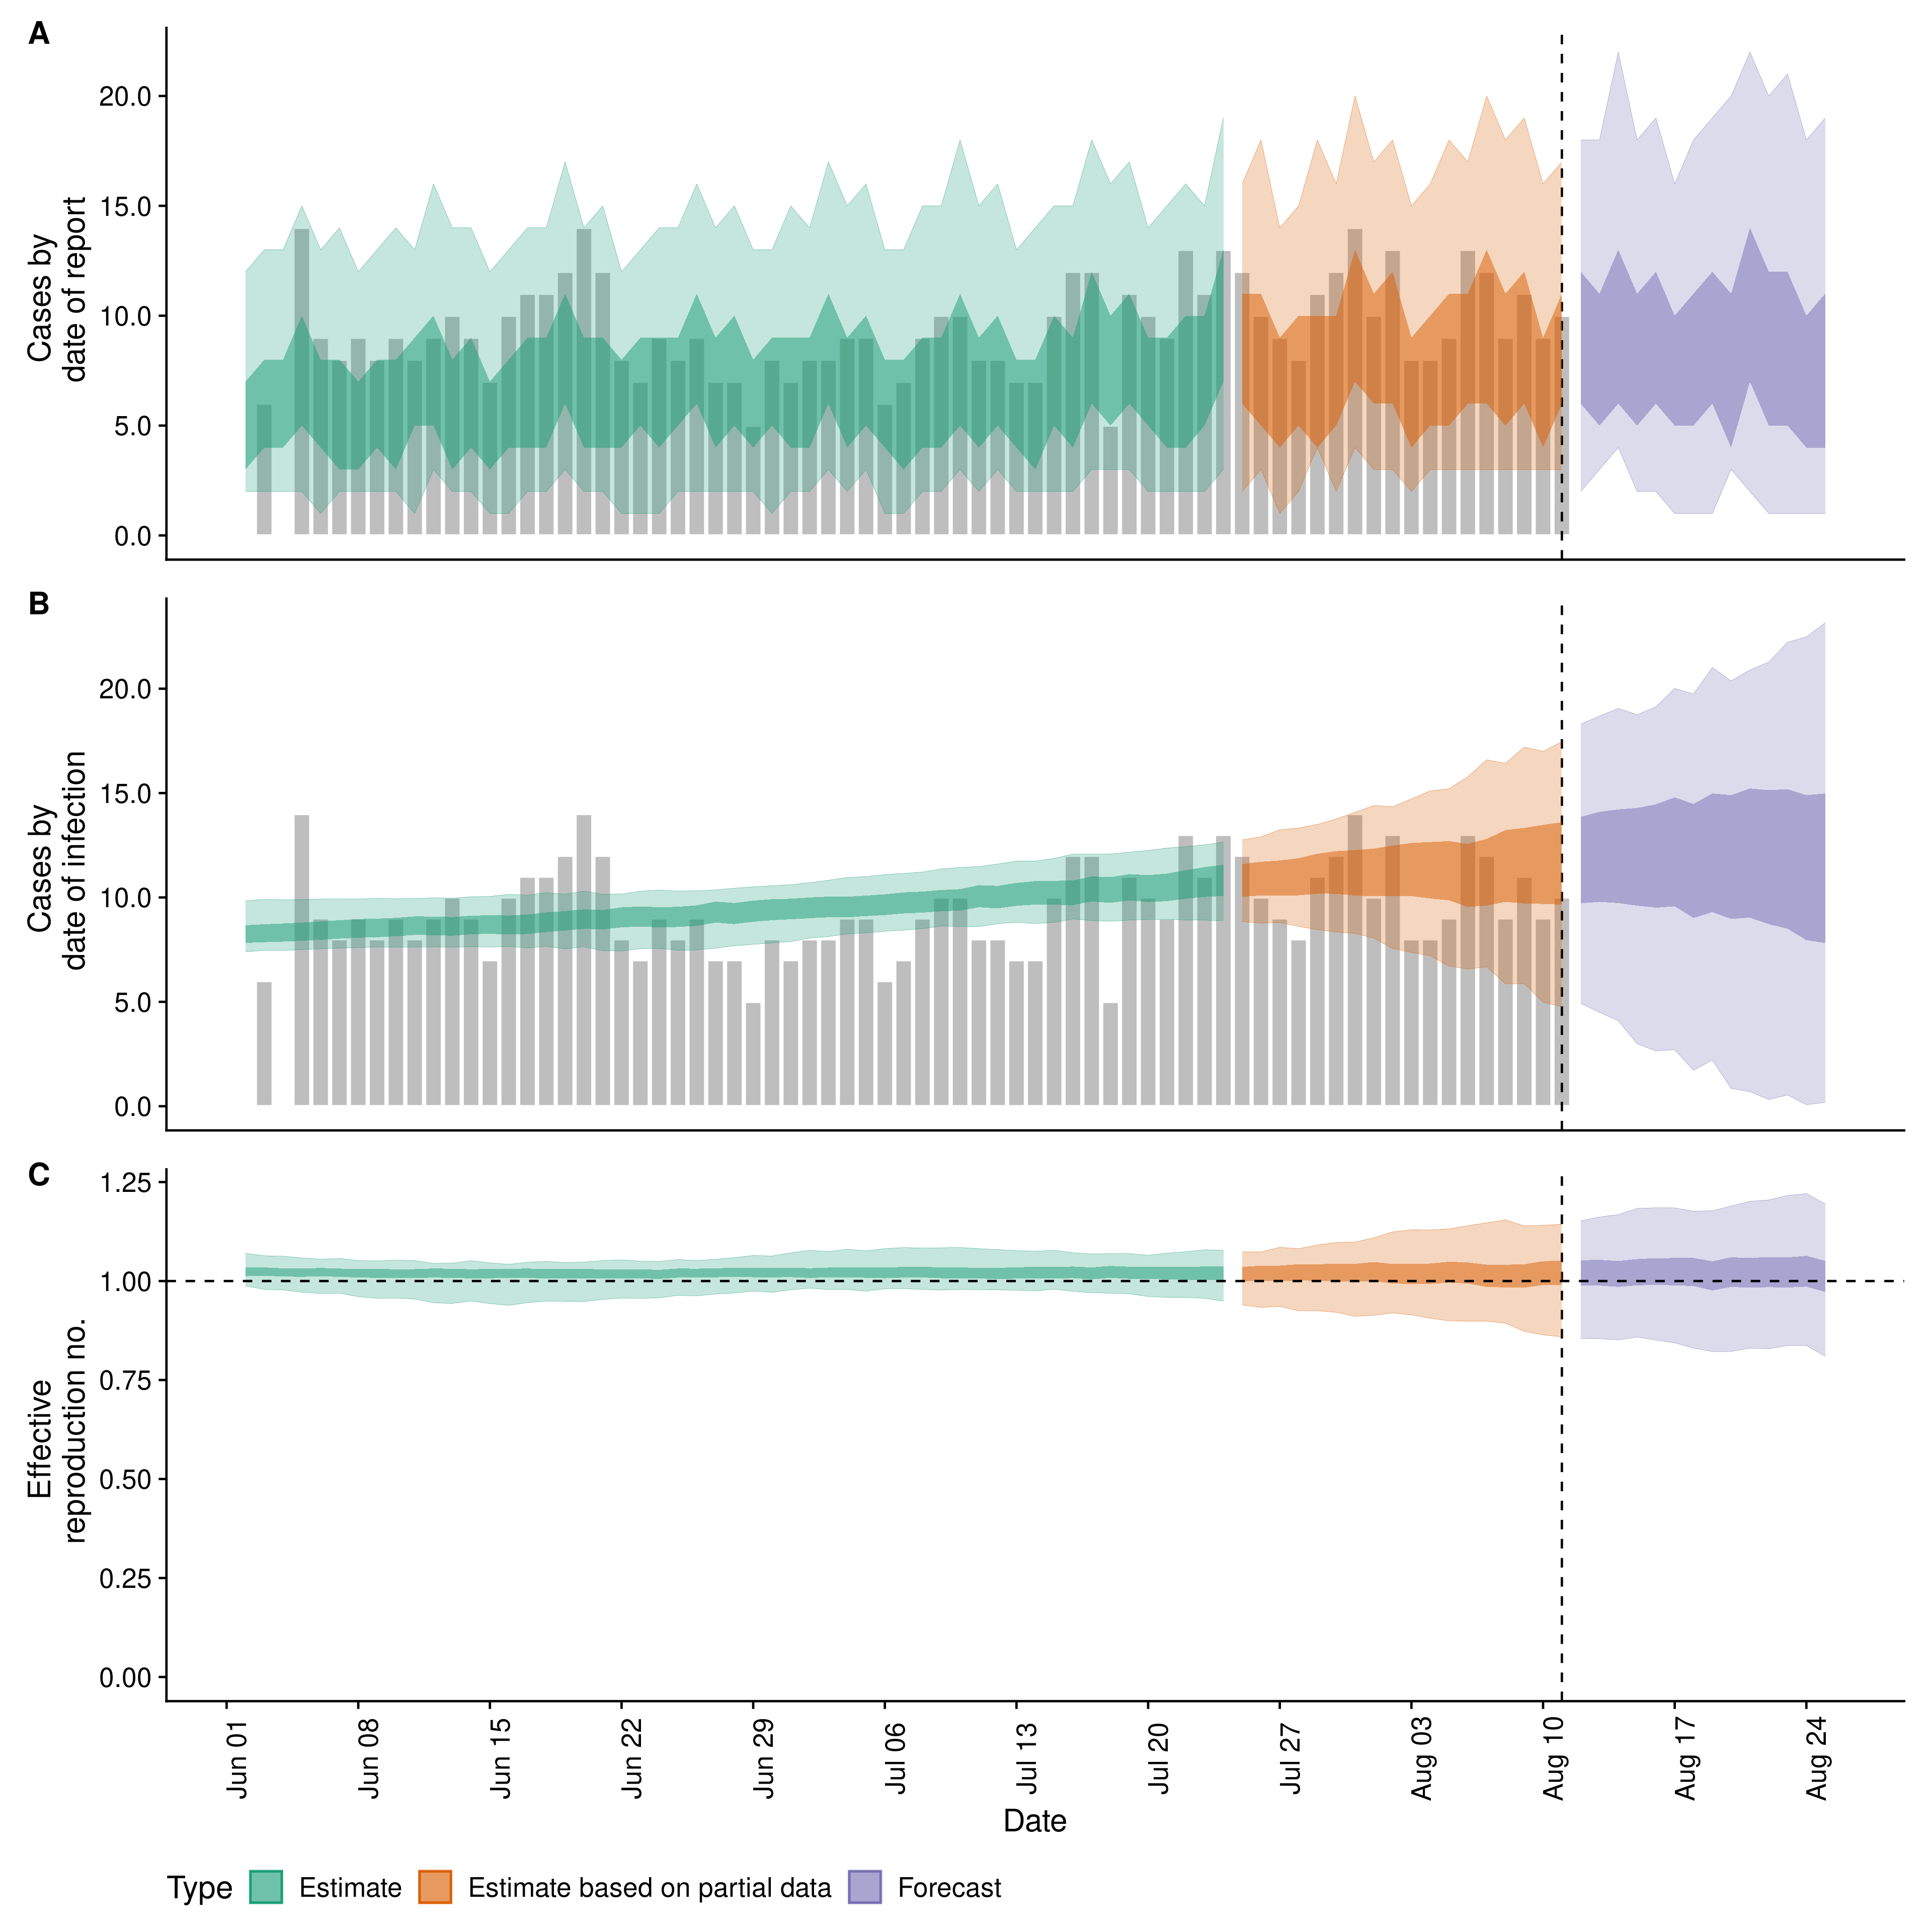 A
20.0
15.0
10.0
5.0
0.0
Cases by
date of report
B
20.0
15.0
10.0
5.0
0.0
Cases by
date of infection
C
1.25
1.00
0.75
0.50
0.25
0.00
Effective
reproduction no.
Jun 01
Jun 08
Jun 15
Jun 22
Jun 29
Jul 06
Jul 13
Jul 20
Jul 27
Aug 03
Aug 10
Aug 17
Aug 24
Date
Type Estimate Estimate based on partial data Forecast